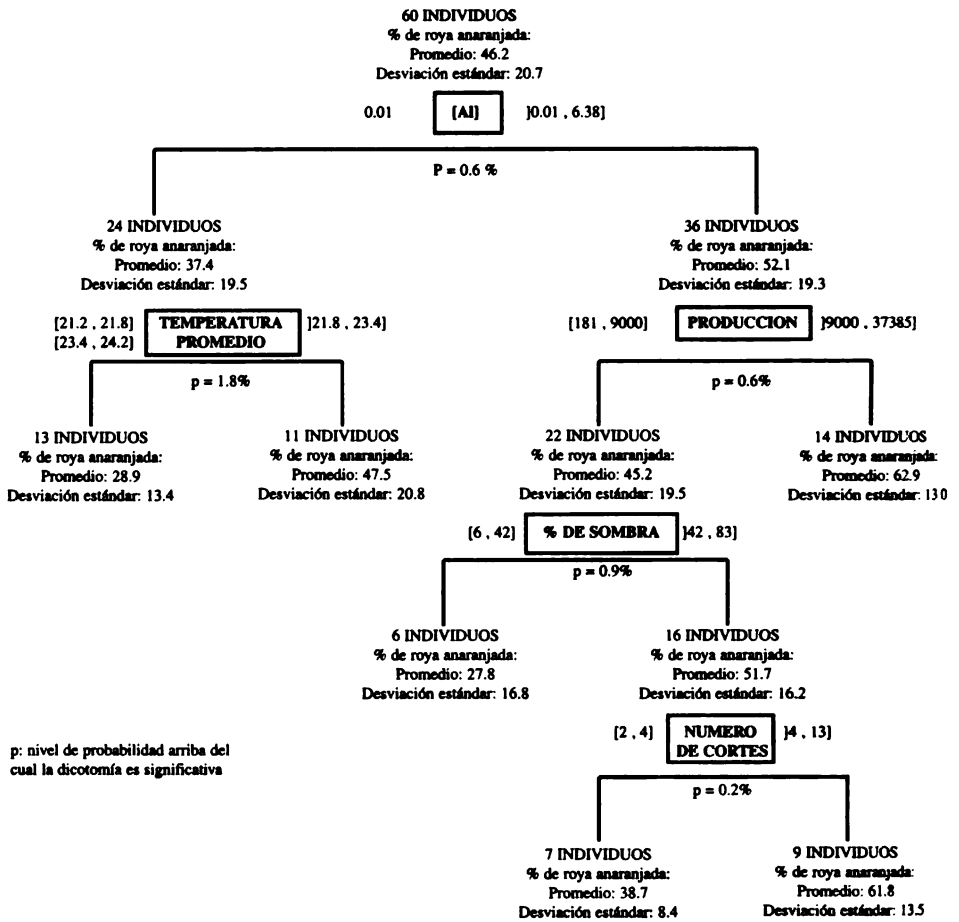 60 INDIVIDUOS
% de roya anaranjada:
Promedio: 46.2
Desviación estándar: 20.7
0.01 [Al] ]0.01 , 6.38]
P = 0.6 %
24 INDIVIDUOS
% de roya anaranjada:
Promedio: 37.4
Desviación estándar: 19.5
36 INDIVIDUOS
% de roya anaranjada:
Promedio: 52.1
Desviación estándar: 19.3
[21.2 , 21.8] TEMPERATURA ]21.8 , 23.4]
[23.4 , 24.2] PROMEDIO
[181 , 9000] PRODUCCION ]9000 , 37385]
p = 1.8%
p = 0.6%
13 INDIVIDUOS
% de roya anaranjada:
Promedio: 28.9
Desviación estándar: 13.4
11 INDIVIDUOS
% de roya anaranjada:
Promedio: 47.5
Desviación estándar: 20.8
22 INDIVIDUOS
% de roya anaranjada:
Promedio: 45.2
Desviación estándar: 19.5
14 INDIVIDUOS
% de roya anaranjada:
Promedio: 62.9
Desviación estándar: 13 0
[6 , 42] % DE SOMBRA ]42 , 83]
p = 0.9%
6 INDIVIDUOS
% de roya anaranjada:
Promedio: 27.8
Desviación estándar: 16.8
16 INDIVIDUOS
% de roya anaranjada:
Promedio: 51.7
Desviación estándar: 16.2
[2 , 4] NUMERO ]4 , 13]
DE CORTES
p: nivel de probabilidad arriba del
cual la dicotomía es significativa
p = 0.2%
7 INDIVIDUOS
% de roya anaranjada:
Promedio: 38.7
Desviación estándar: 8.4
9 INDIVIDUOS
% de roya anaranjada:
Promedio: 61.8
Desviación estándar: 13.5